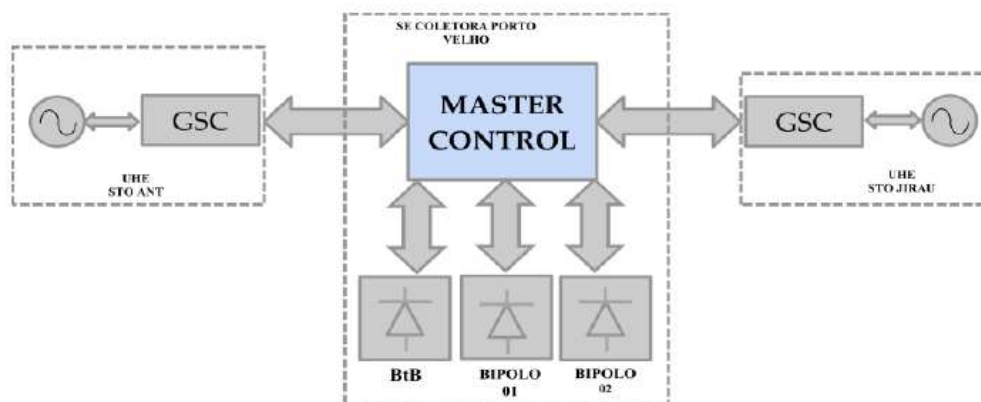 SE COLETORA PORTO
VELHO
MASTER
CONTROL
GSC
UHE
STO ANT
GSC
UHE
STO JIRAU
BtB
BIPOLO
01
BIPOLO
02